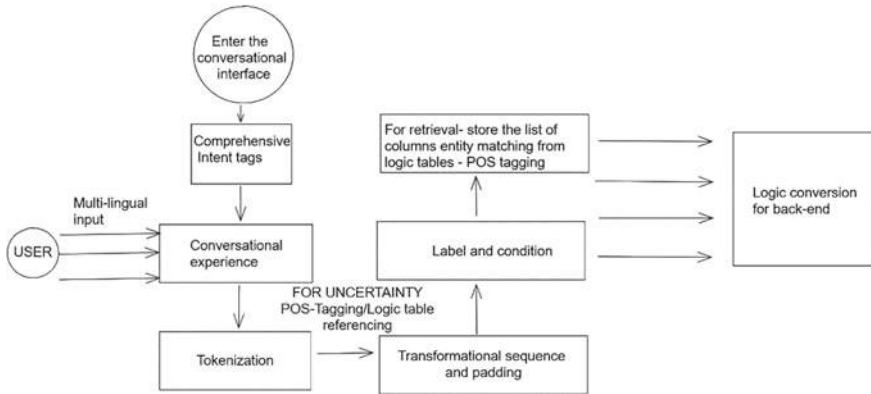 Enter the
conversational
interface
Comprehensive
Intent tags
Multi-lingual
input
USER
Conversational
experience
Tokenization
FOR UNCERTAINTY
POS-Tagging/Logic table
referencing
Transformational sequence
and padding
Label and condition
For retrieval- store the list of
columns entity matching from
logic tables - POS tagging
Logic conversion
for back-end